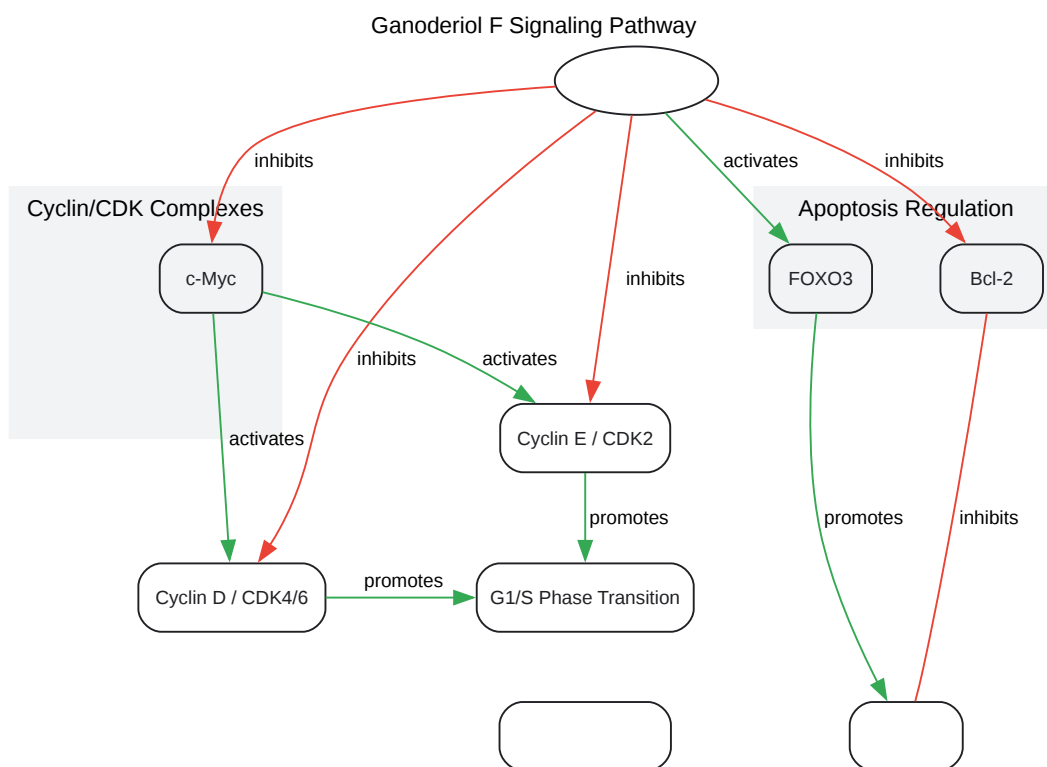 Ganoderiol F Signaling Pathway
inhibits
activates
inhibits
Cyclin/CDK Complexes
Apoptosis Regulation
c-Myc
FOXO3
Bcl-2
inhibits
inhibits
activates
activates
Cyclin E / CDK2
promotes
promotes
inhibits
promotes
Cyclin D / CDK4/6
G1/S Phase Transition